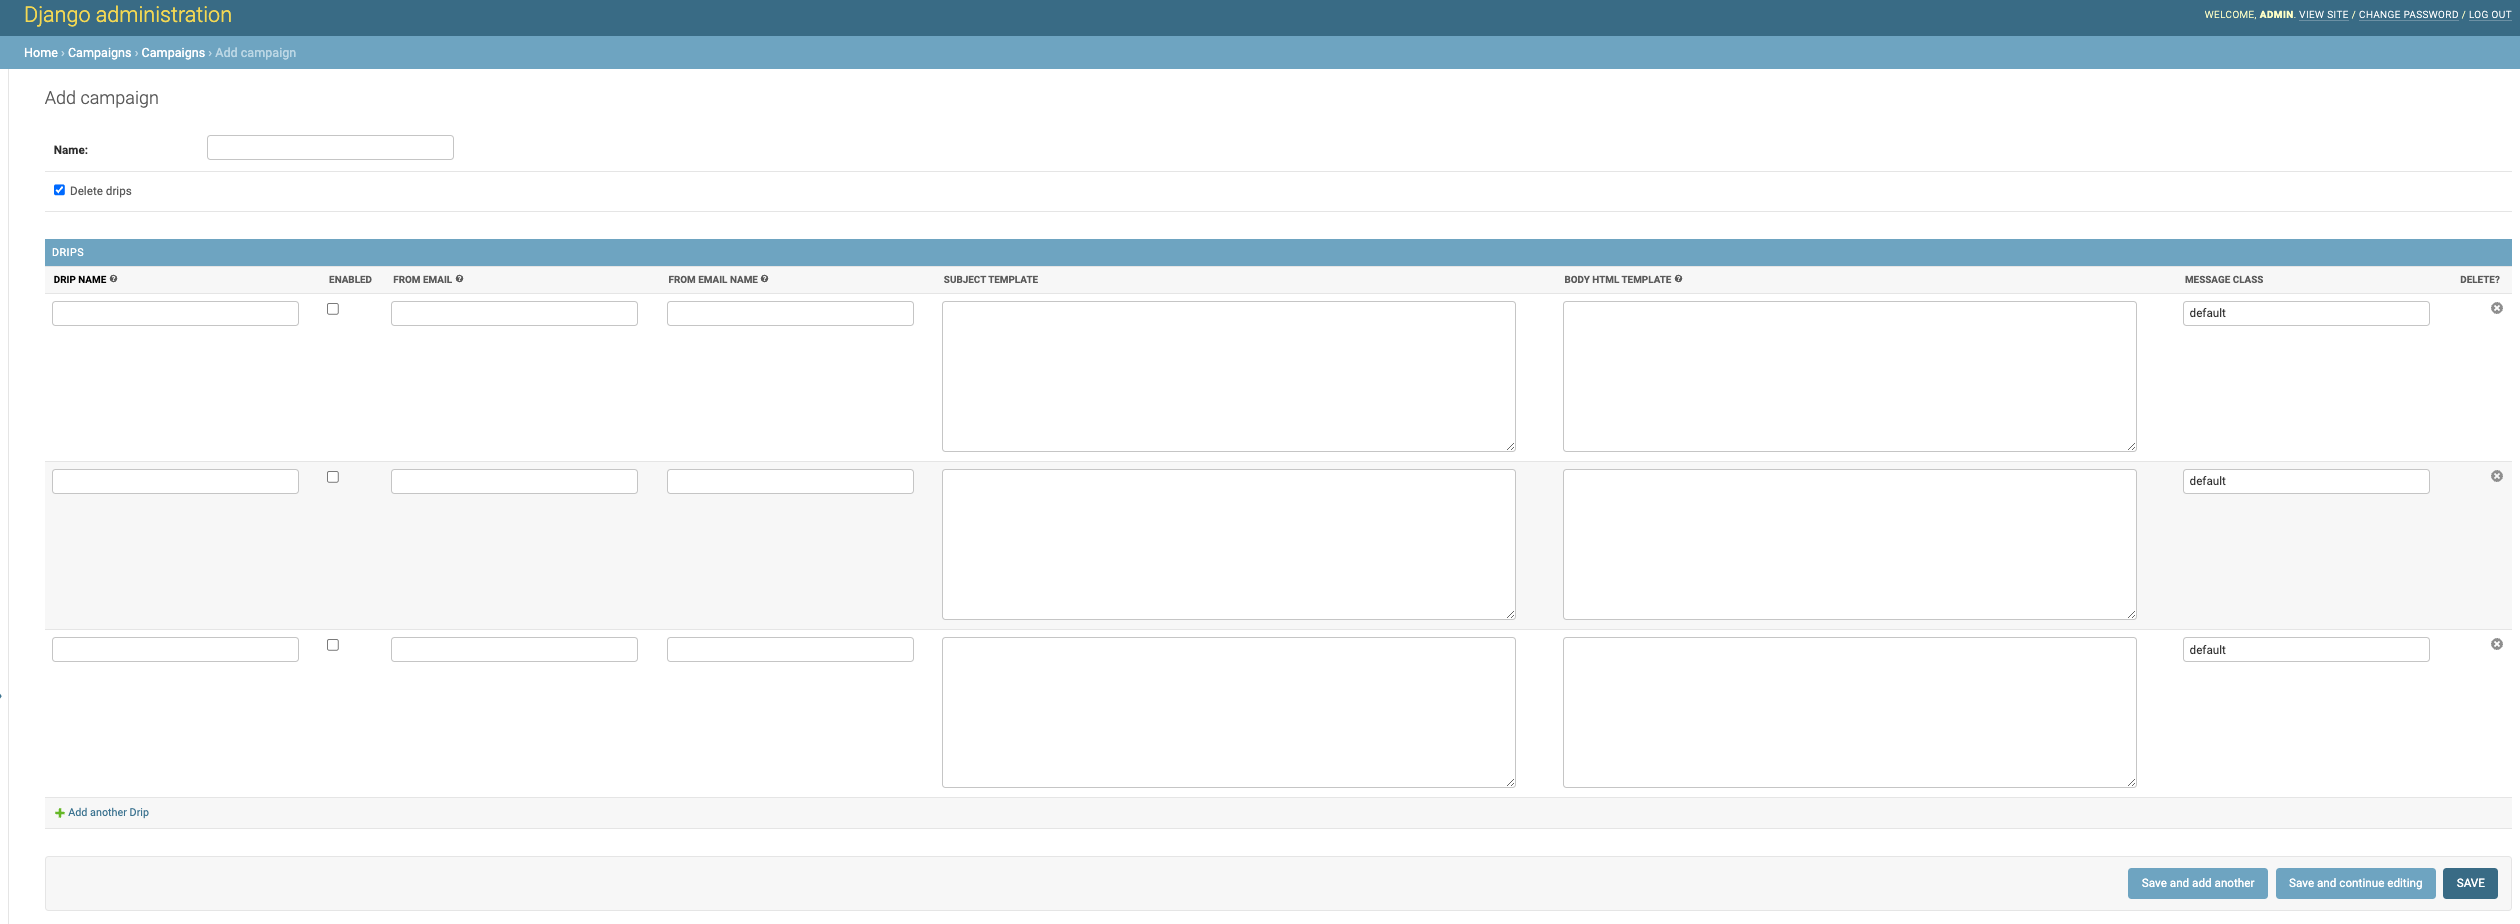 Django administration
WELCOME, ADMIN. VIEW SITE / CHANGE PASSWORD / LOG OUT
Home › Campaigns › Campaigns › Add campaign
Add campaign
Name:
Delete drips
DRIPS
DRIP NAME ENABLED FROM EMAIL FROM EMAIL NAME SUBJECT TEMPLATE BODY HTML TEMPLATE MESSAGE CLASS DELETE?
default
default
default
Add another Drip
Save and add another Save and continue editing SAVE